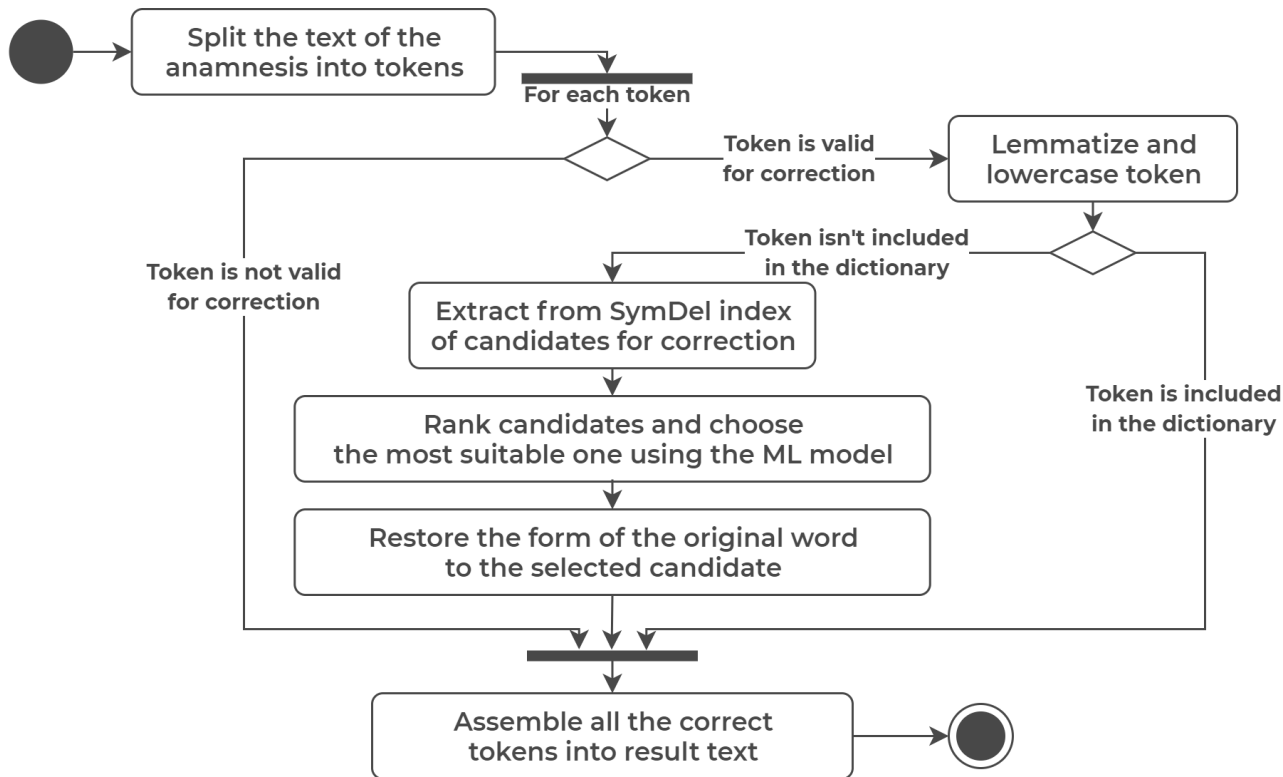 Split the text of the
anamnesis into tokens
For each token
Token is valid
for correction
Lemmatize and
lowercase token
Token isn't included
in the dictionary
Token is not valid
for correction
Extract from SymDel index
of candidates for correction
Token is included
in the dictionary
Rank candidates and choose
the most suitable one using the ML model
Restore the form of the original word
to the selected candidate
Assemble all the correct
tokens into result text